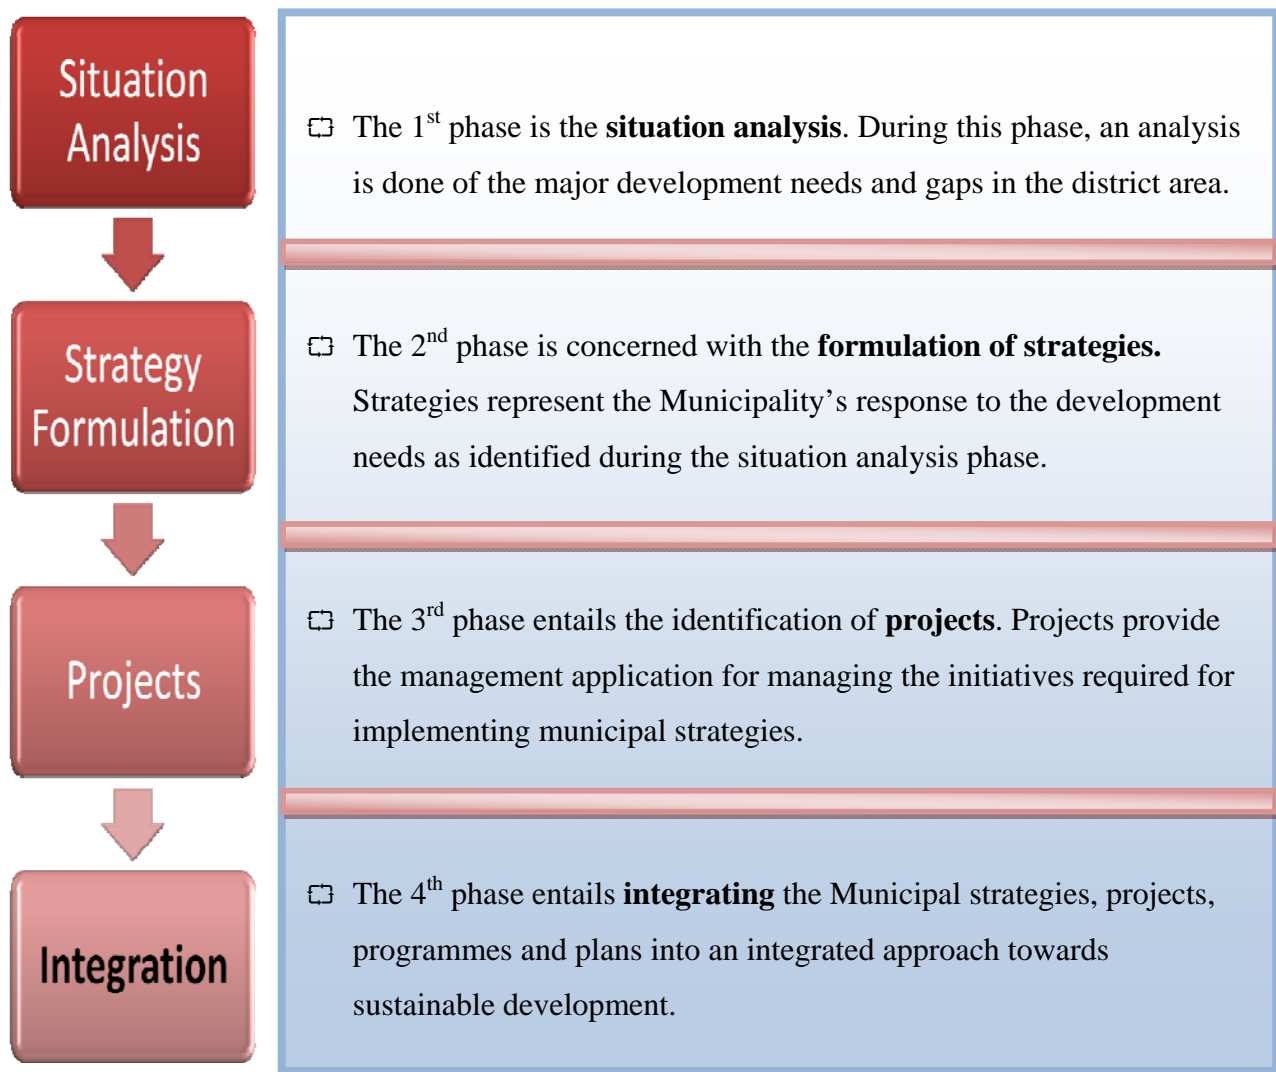 Situation
Analysis
The 1st phase is the situation analysis. During this phase, an analysis
is done of the major development needs and gaps in the district area.
Strategy
Formulation
The 2nd phase is concerned with the formulation of strategies.
Strategies represent the Municipality’s response to the development
needs as identified during the situation analysis phase.
Projects
The 3rd phase entails the identification of projects. Projects provide
the management application for managing the initiatives required for
implementing municipal strategies.
Integration
The 4th phase entails integrating the Municipal strategies, projects,
programmes and plans into an integrated approach towards
sustainable development.